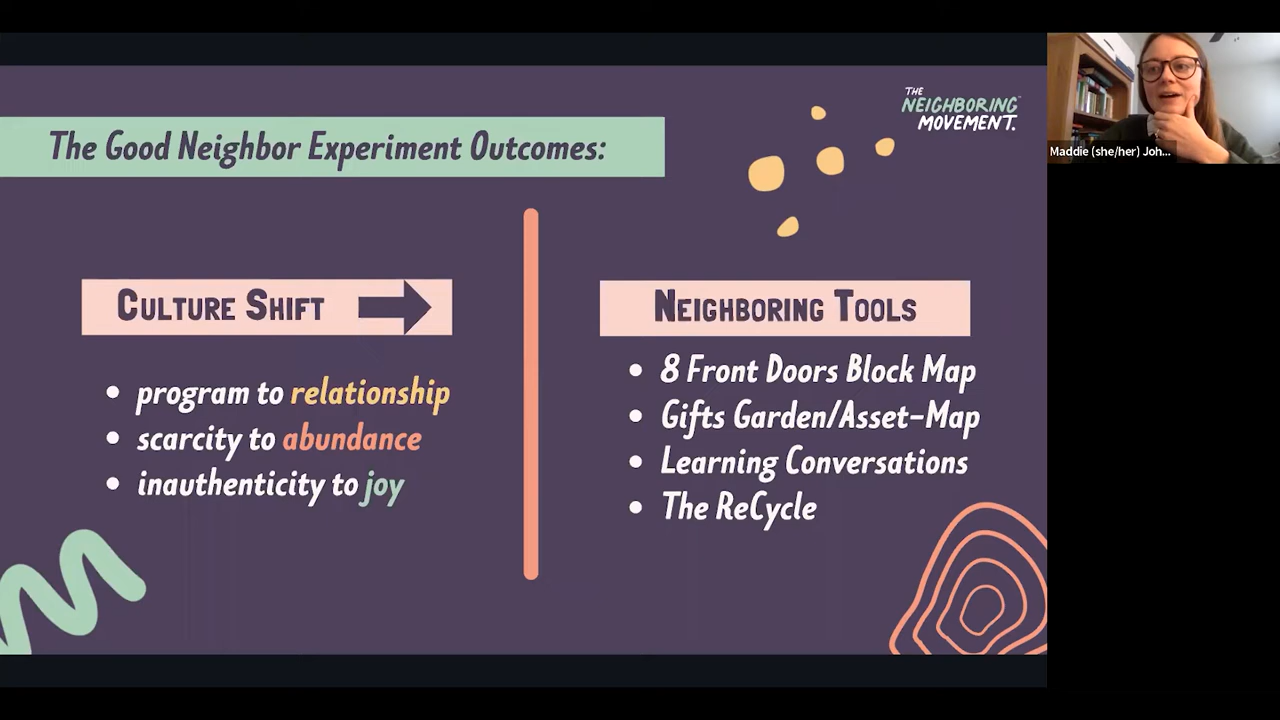 THE
NEIGHBORING
MOVEMENT.
The Good Neighbor Experiment Outcomes:
Maddie (she/her) Joh...
CULTURE SHIFT
• program to relationship
• scarcity to abundance
• inauthenticity to joy
NEIGHBORING TOOLS
• 8 Front Doors Block Map
• Gifts Garden/Asset-Map
• Learning Conversations
• The ReCycle